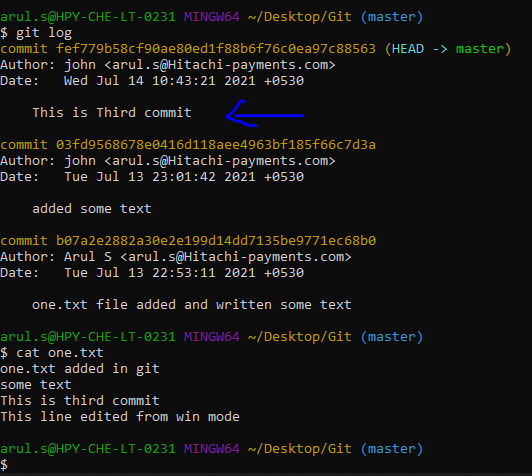 arul.s@HPY-CHE-LT-0231 MINGW64 ~/Desktop/Git (master)
$ git log
commit fef779b58cf90ae80ed1f88b6f76c0ea97c88563 (HEAD -> master)
Author: john <arul.s@Hitachi-payments.com>
Date:   Wed Jul 14 10:43:21 2021 +0530
This is Third commit
commit 03fd9568678e0416d118aee4963bf185f66c7d3a
Author: john <arul.s@Hitachi-payments.com>
Date:   Tue Jul 13 23:01:42 2021 +0530
added some text
commit b07a2e2882a30e2e199d14dd7135be9771ec68b0
Author: Arul S <arul.s@Hitachi-payments.com>
Date:   Tue Jul 13 22:53:11 2021 +0530
one.txt file added and written some text
arul.s@HPY-CHE-LT-0231 MINGW64 ~/Desktop/Git (master)
$ cat one.txt
one.txt added in git
some text
This is third commit
This line edited from win mode
arul.s@HPY-CHE-LT-0231 MINGW64 ~/Desktop/Git (master)
$